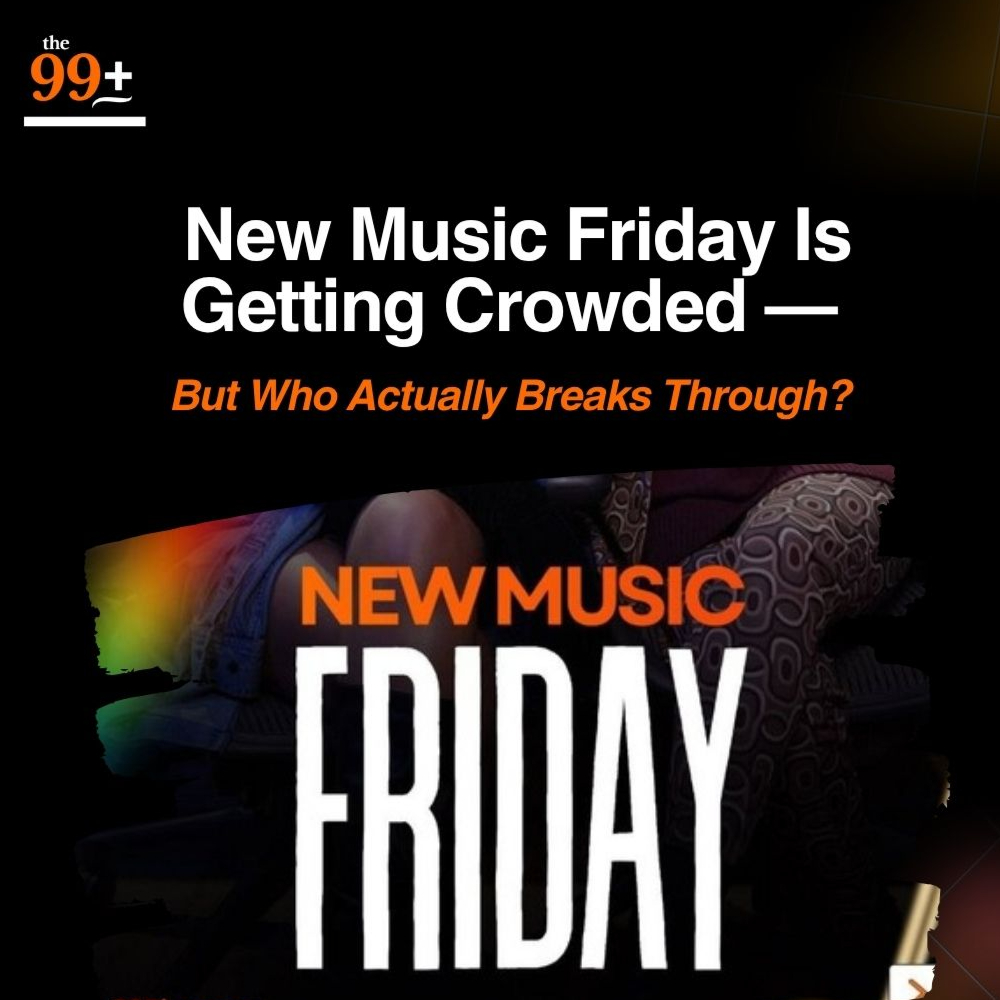 the
99+
New Music Friday Is
Getting Crowded —
But Who Actually Breaks Through?
NEW MUSIC
FRIDAY